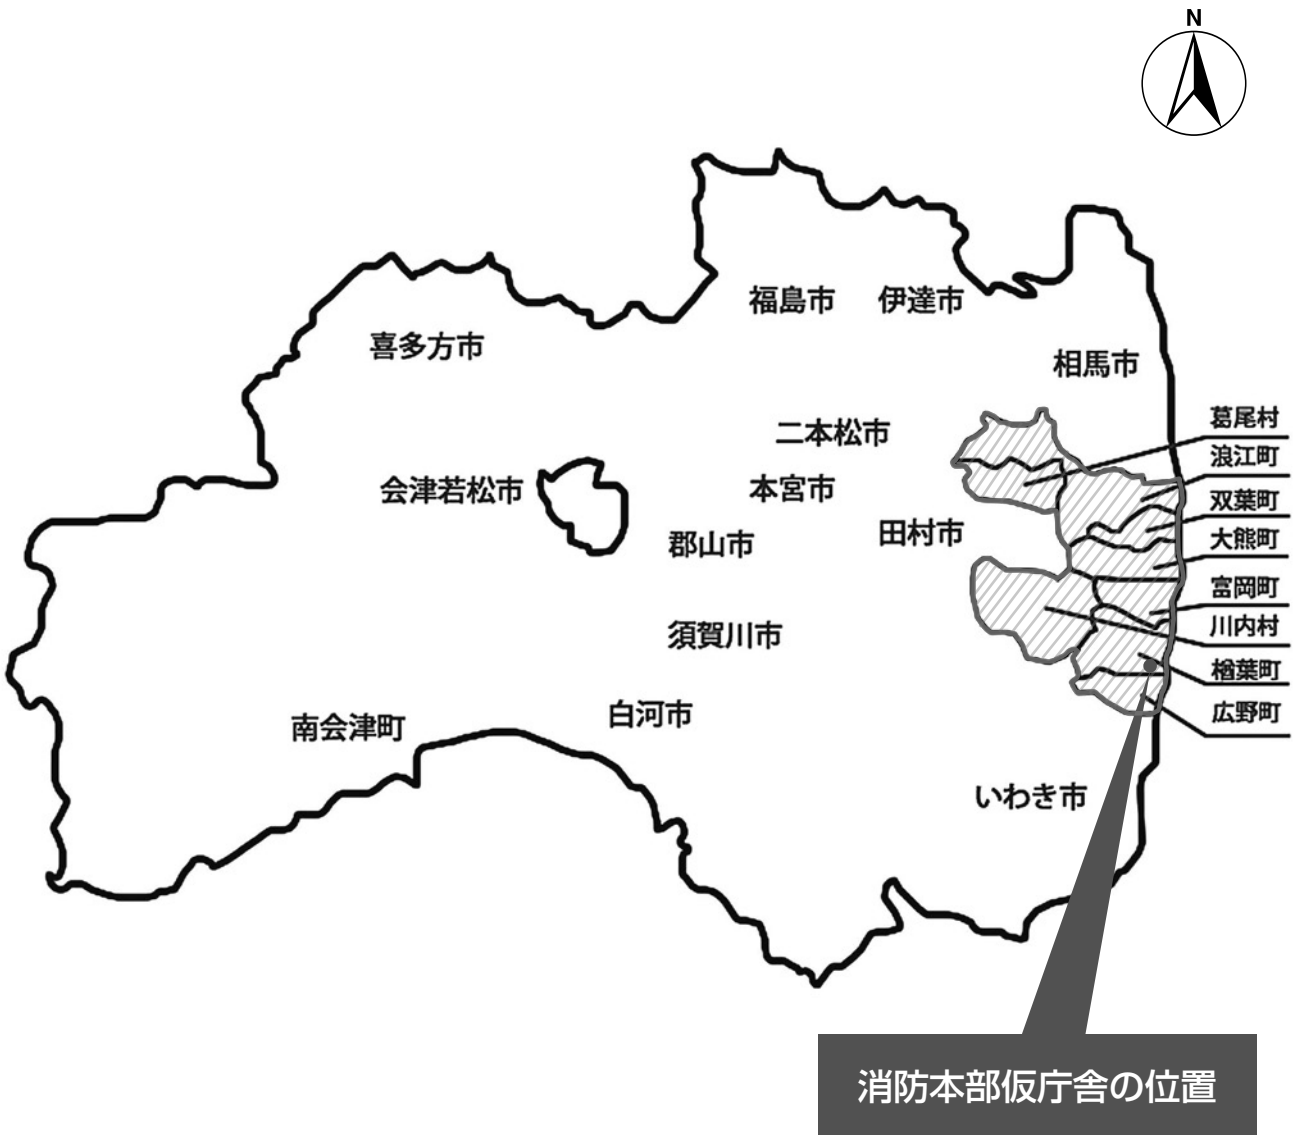 N
福島市
伊達市
喜多方市
相馬市
葛尾村
二本松市
浪江町
会津若松市
本宮市
双葉町
田村市
大熊町
郡山市
富岡町
川内村
須賀川市
楢葉町
白河市
広野町
南会津町
いわき市
消防本部仮庁舎の位置